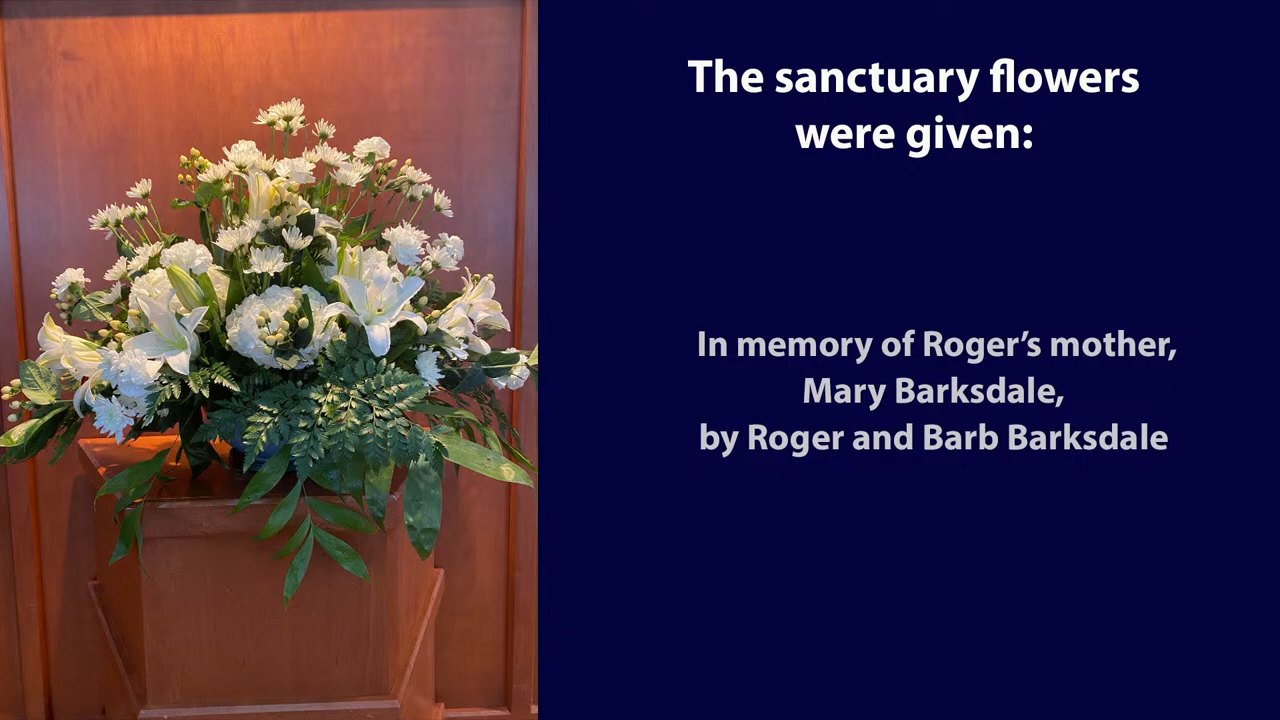 The sanctuary flowers
were given:
In memory of Roger’s mother,
Mary Barksdale,
by Roger and Barb Barksdale